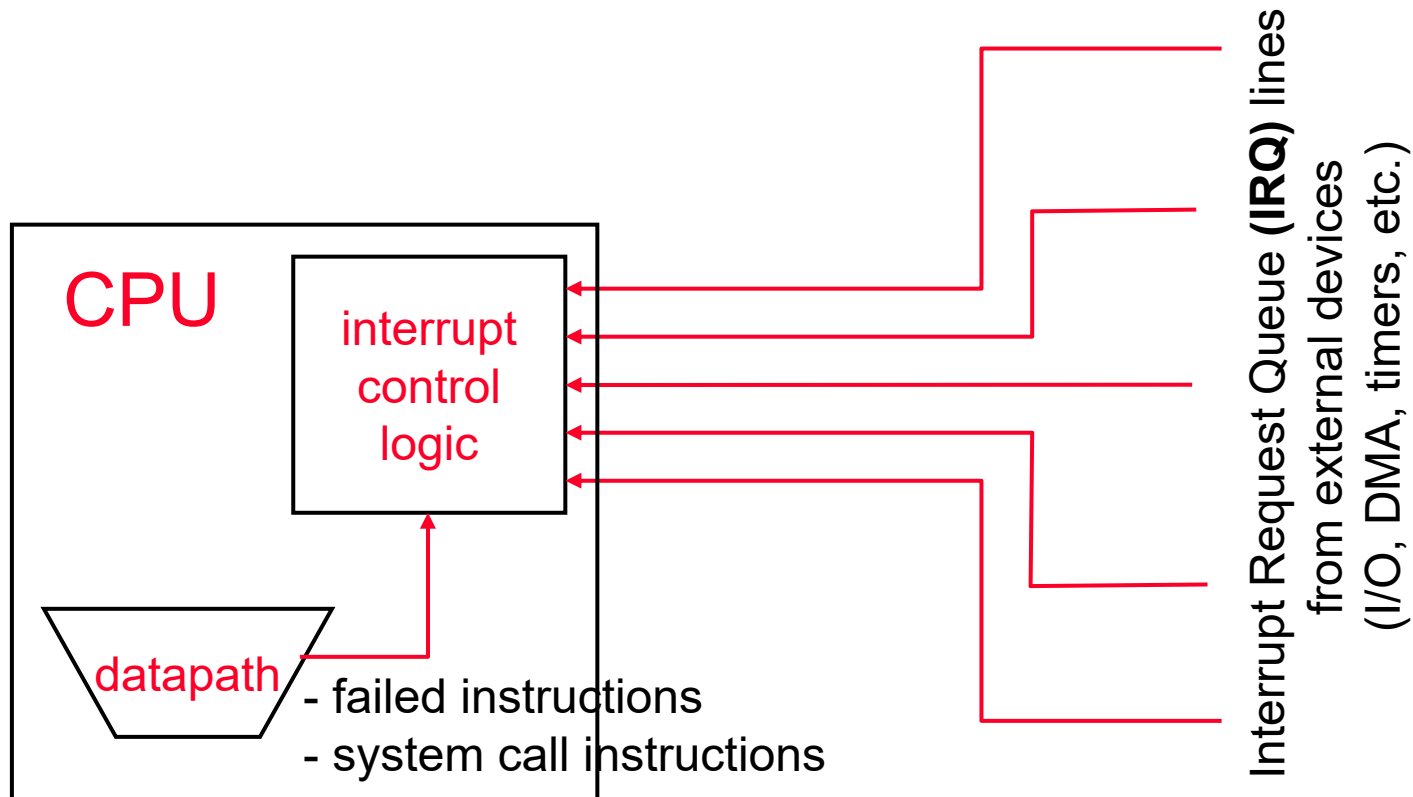 CPU
interrupt
control
logic
datapath
- failed instructions
- system call instructions
Interrupt Request Queue (IRQ) lines
from external devices
(I/O, DMA, timers, etc.)